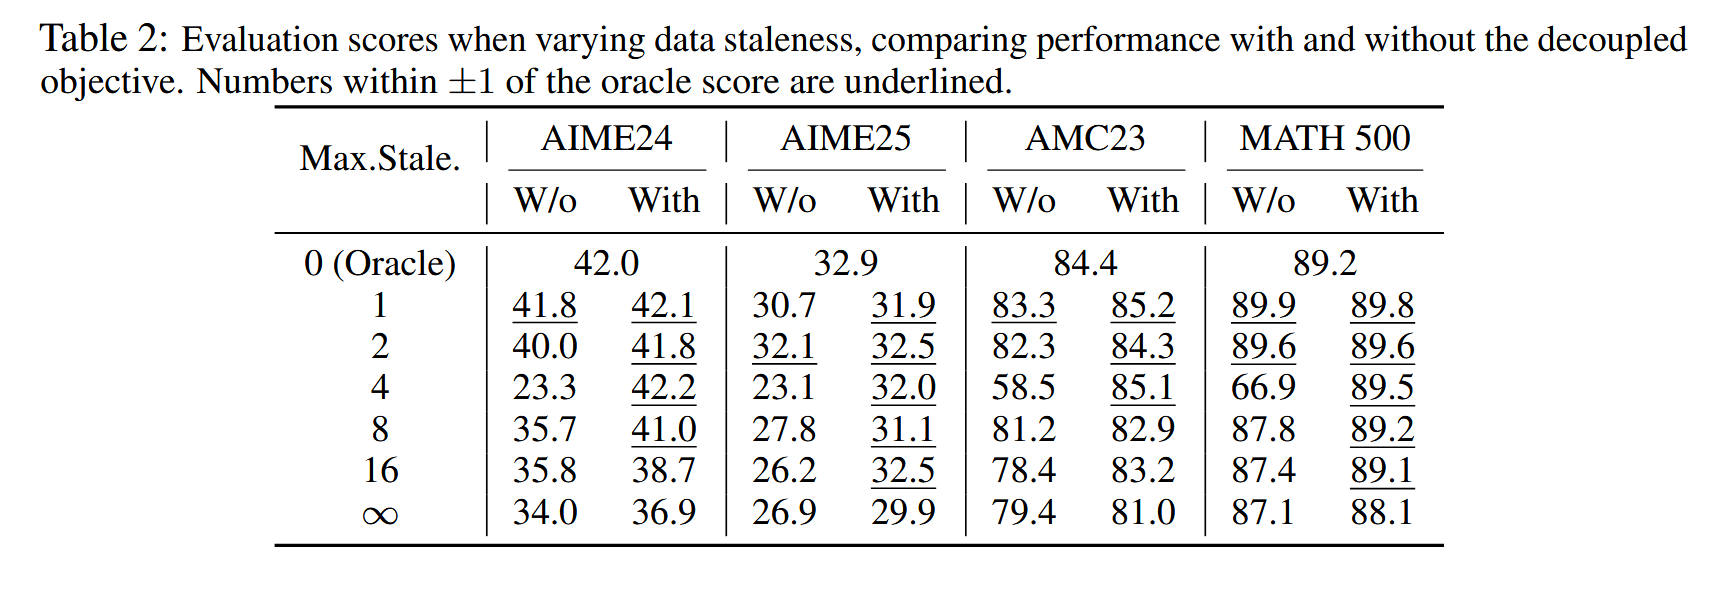 Table 2: Evaluation scores when varying data staleness, comparing performance with and without the decoupled
objective. Numbers within ±1 of the oracle score are underlined.
Max.Stale. AIME24 AIME25 AMC23 MATH 500
W/o With W/o With W/o With W/o With
0 (Oracle) 42.0 32.9 84.4 89.2
1 41.8 42.1 30.7 31.9 83.3 85.2 89.9 89.8
2 40.0 41.8 32.1 32.5 82.3 84.3 89.6 89.6
4 23.3 42.2 23.1 32.0 58.5 85.1 66.9 89.5
8 35.7 41.0 27.8 31.1 81.2 82.9 87.8 89.2
16 35.8 38.7 26.2 32.5 78.4 83.2 87.4 89.1
∞ 34.0 36.9 26.9 29.9 79.4 81.0 87.1 88.1